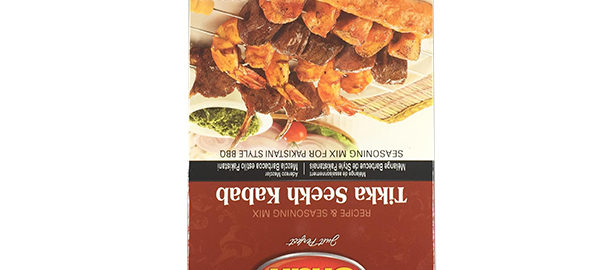 Just Perfect
RECIPE & SEASONING MIX
Tikka Seekh Kabab
Mélange de assaisonnement
Mélange Barbecue de Style Pakistanais
Aderezo Mezclar
Mezcla Barbacoa estilo Pakistani
SEASONING MIX FOR PAKISTANI STYLE BBQ